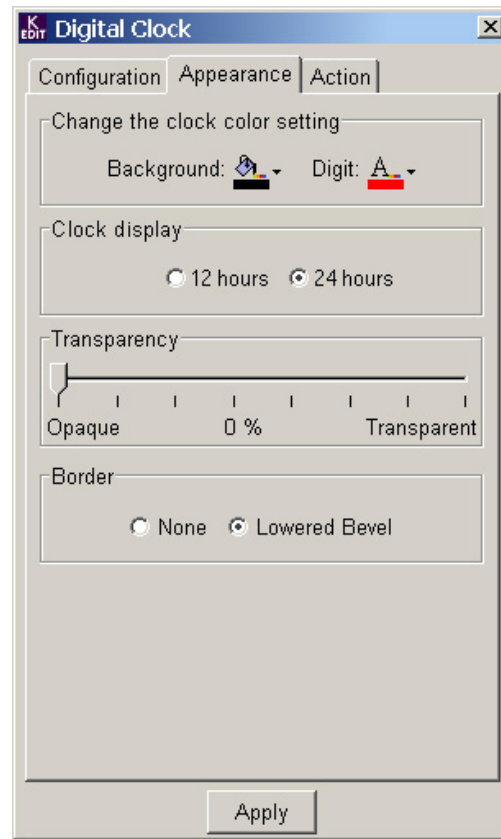 K EDIT Digital Clock
Configuration Appearance Action
Change the clock color setting
Background: Digit: A
Clock display
12 hours 24 hours
Transparency
Opaque 0 % Transparent
Border
None Lowered Bevel
Apply